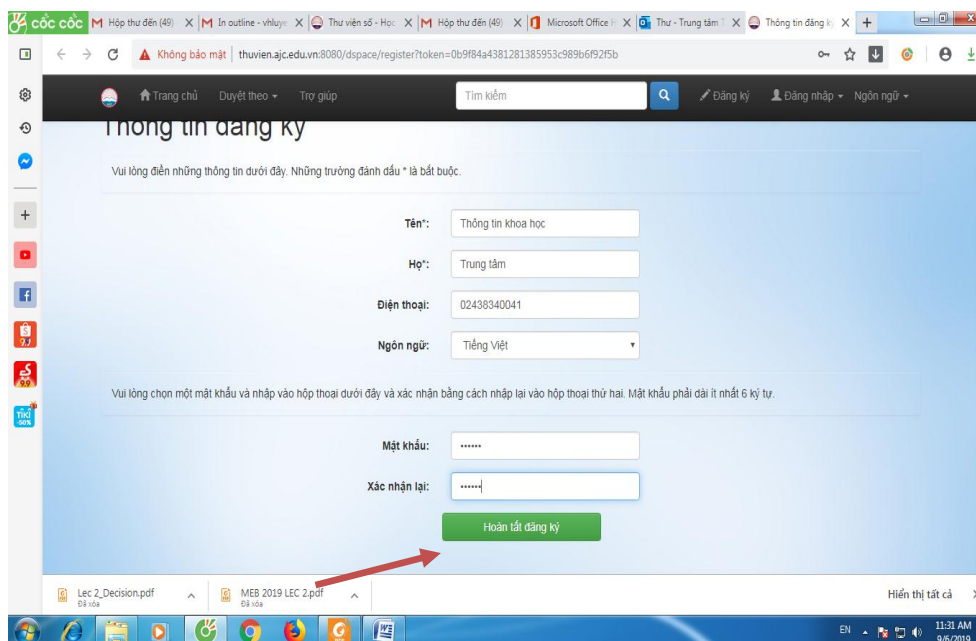 cốc cốc
Hộp thư đến (49)
In outline - vhluye
Thư viện số - Học
Hộp thư đến (49)
Microsoft Office H
Thư - Trung tâm T
Thông tin đăng k
Không bảo mật
thuvien.ajc.edu.vn:8080/dspace/register?token=0b9f84a4381281385953c989b6f92f5b
Trang chủ Duyệt theo Trợ giúp Tìm kiếm Đăng ký Đăng nhập Ngôn ngữ
Thông tin đăng ký
Vui lòng điền những thông tin dưới đây. Những trường đánh dấu * là bắt buộc.
Tên*: Thông tin khoa học
Họ*: Trung tâm
Điện thoại: 02438340041
Ngôn ngữ: Tiếng Việt
Vui lòng chọn một mật khẩu và nhập vào hộp thoại dưới đây và xác nhận bằng cách nhập lại vào hộp thoại thứ hai. Mật khẩu phải dài ít nhất 6 ký tự.
Mật khẩu: ••••••
Xác nhận lại: ••••••
Hoàn tất đăng ký
Lec 2_Decision.pdf
Đã xóa
MEB 2019 LEC 2.pdf
Đã xóa
Hiển thị tất cả
EN
11:31 AM
9/6/2019